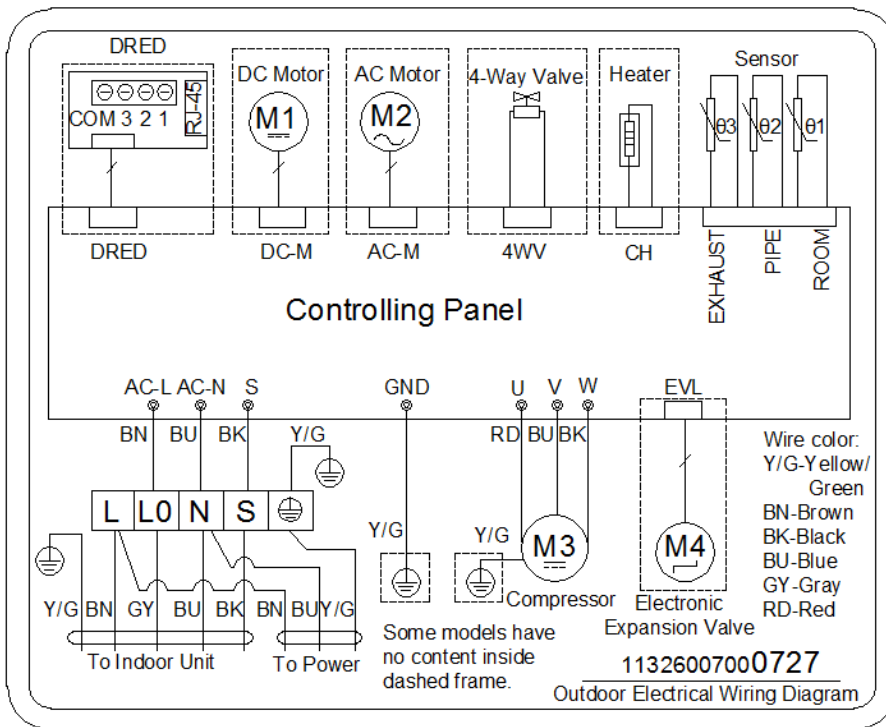 DRED
COM 3 2 1
RJ-45
DC Motor
M1
AC Motor
M2
4-Way Valve
Heater
Sensor
θ3
θ2
θ1
DRED
DC-M
AC-M
4WV
CH
EXHAUST
PIPE
ROOM
Controlling Panel
AC-L AC-N S
GND
U V W
EVL
BN BU BK Y/G
RD BU BK
L L0 N S
Y/G
Y/G
M3
Compressor
M4
Electronic
Expansion Valve
Wire color:
Y/G-Yellow/
Green
BN-Brown
BK-Black
BU-Blue
GY-Gray
RD-Red
Y/G BN GY BU BK BN BU Y/G
To Indoor Unit
To Power
Some models have
no content inside
dashed frame.
11326007000727
Outdoor Electrical Wiring Diagram